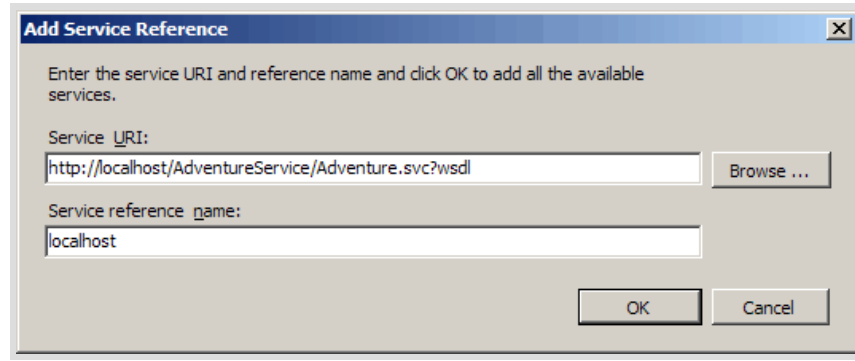 Add Service Reference
Enter the service URI and reference name and click OK to add all the available
services.
Service URI:
http://localhost/AdventureService/Adventure.svc?wsdl
Browse ...
Service reference name:
localhost
OK
Cancel